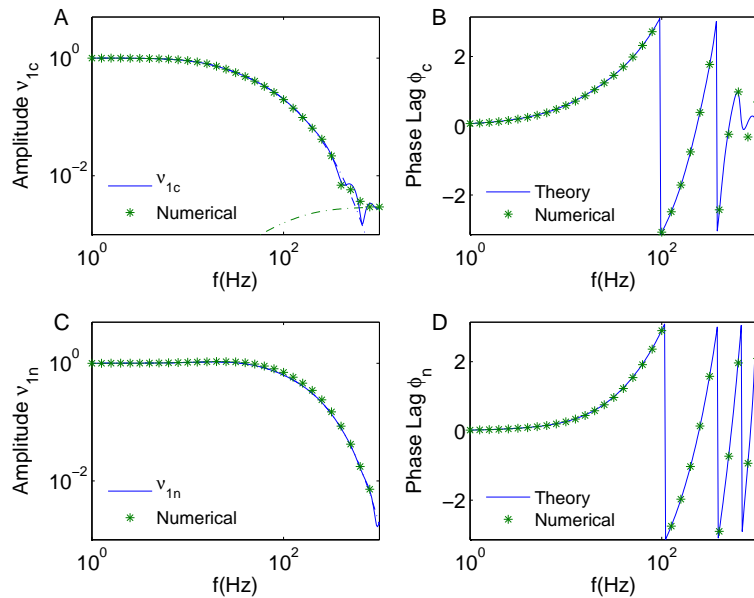 A
Amplitude ν1c
10^0
10^-2
ν1c
Numerical
10^0
10^2
f(Hz)
B
Phase Lag ϕc
2
0
−2
Theory
Numerical
10^0
10^2
f(Hz)
C
Amplitude ν1n
10^0
10^-2
ν1n
Numerical
10^0
10^2
f(Hz)
D
Phase Lag ϕn
2
0
−2
Theory
Numerical
10^0
10^2
f(Hz)